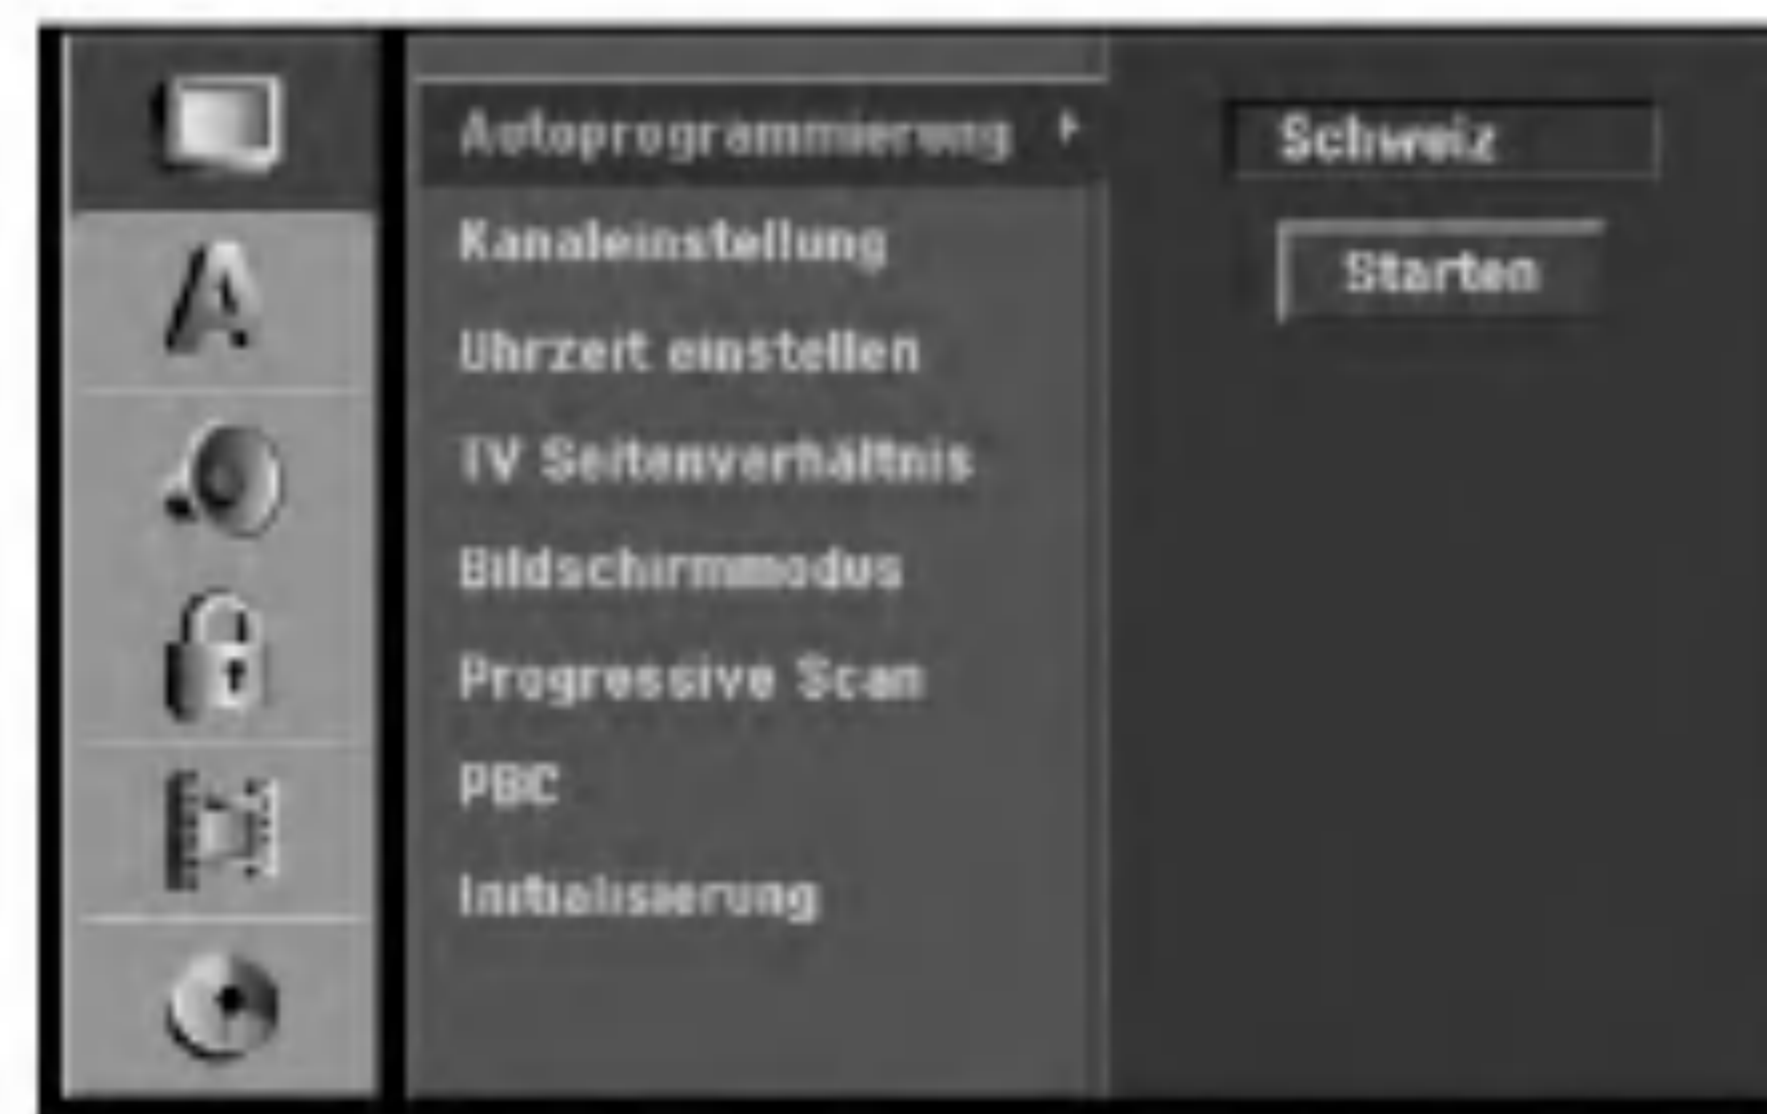 Autoprogrammierung
Schweiz
Starten
Kanaleinstellung
Uhrzeit einstellen
TV Seitenverhältnis
Bildschirmmodus
Progressive Scan
PBC
Initialisierung